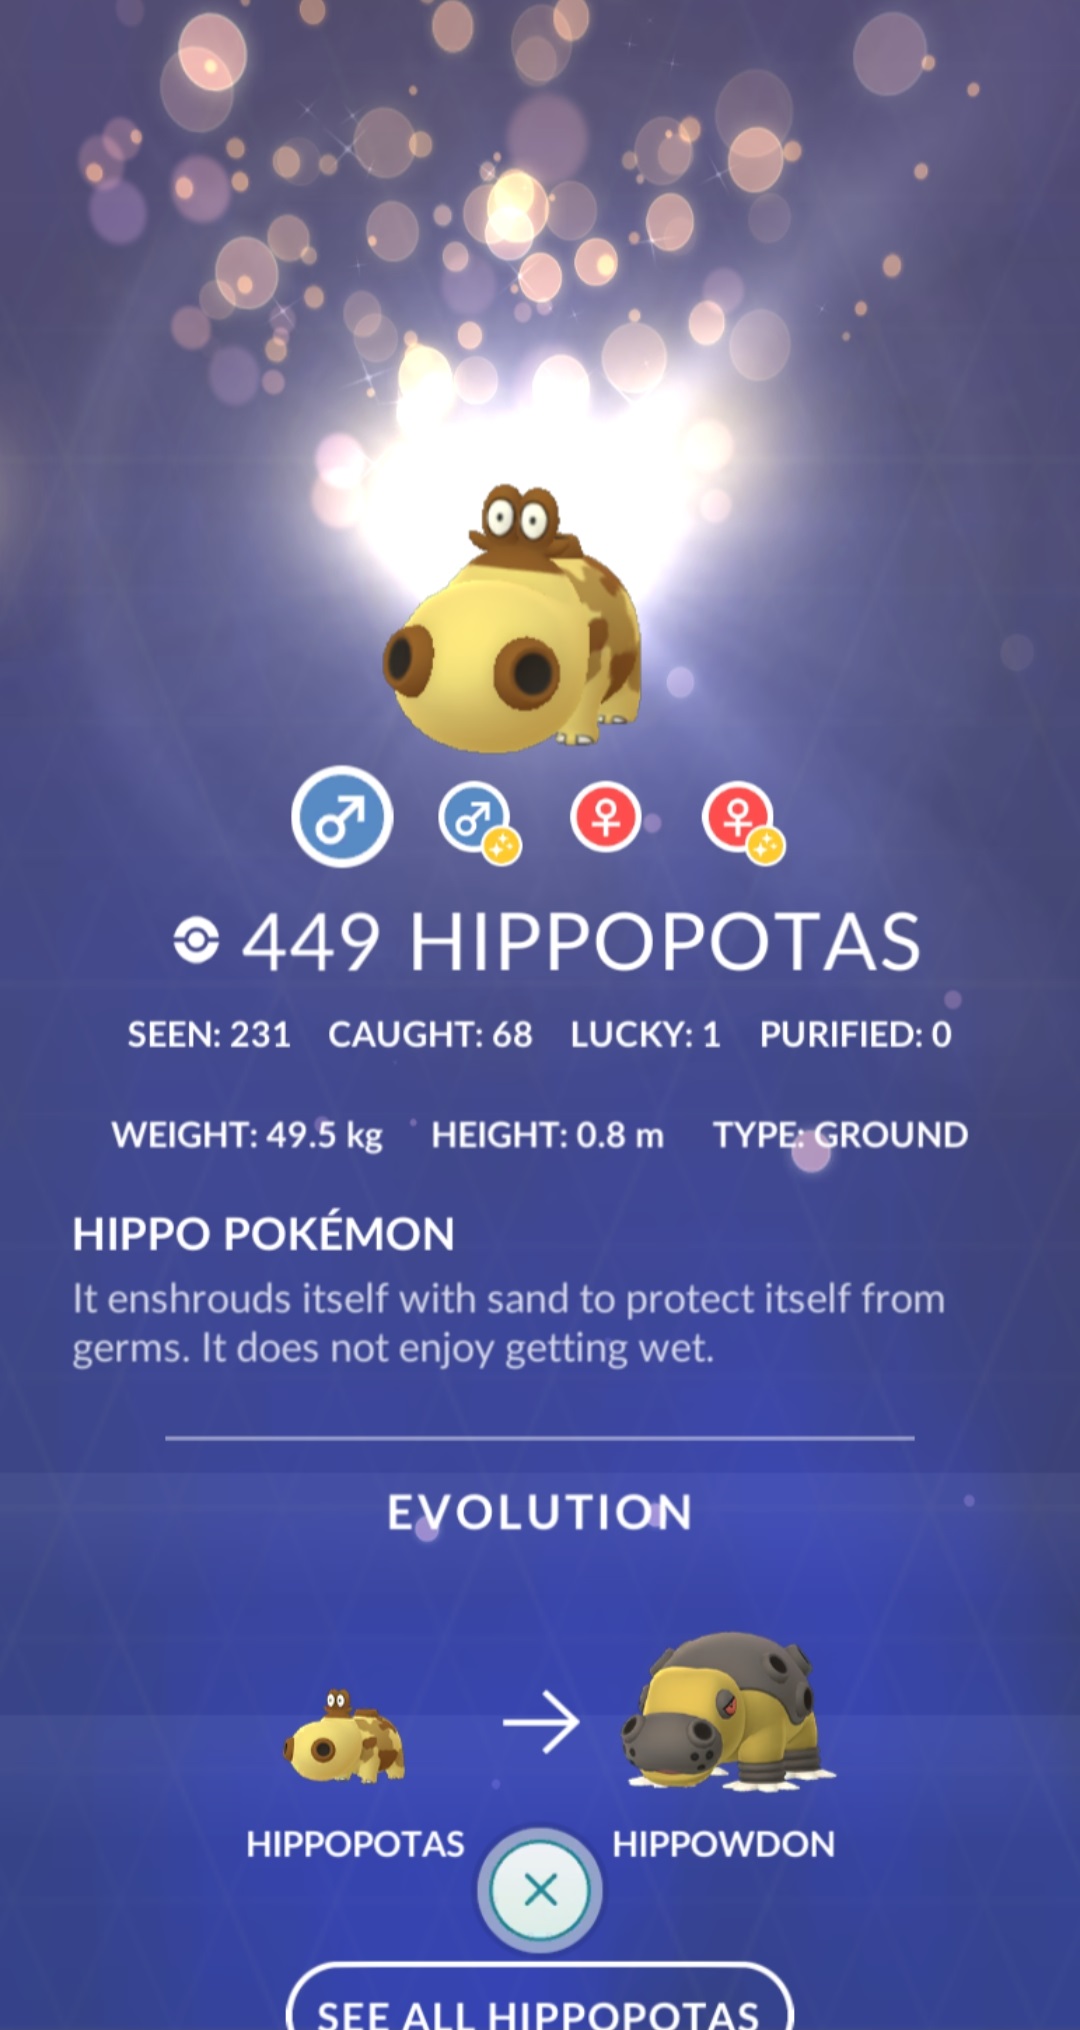 449 HIPPOPOTAS
SEEN: 231 CAUGHT: 68 LUCKY: 1 PURIFIED: 0
WEIGHT: 49.5 kg HEIGHT: 0.8 m TYPE: GROUND
HIPPO POKÉMON
It enshrouds itself with sand to protect itself from
germs. It does not enjoy getting wet.
EVOLUTION
HIPPOPOTAS HIPPOWDON
SEE ALL HIPPOPOTAS